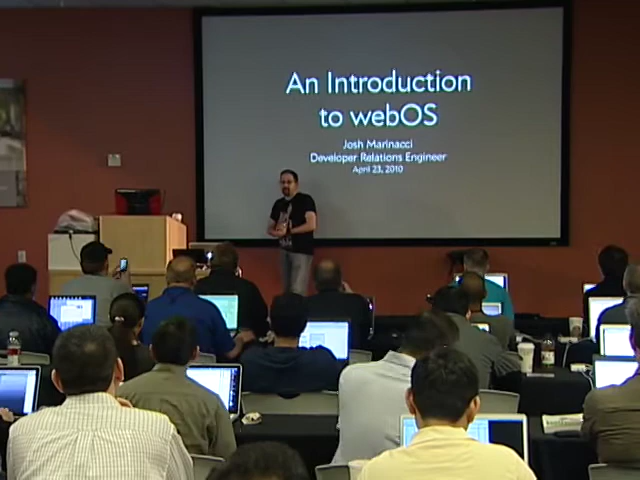 An Introduction
to webOS
Josh Marinacci
Developer Relations Engineer
April 23, 2010